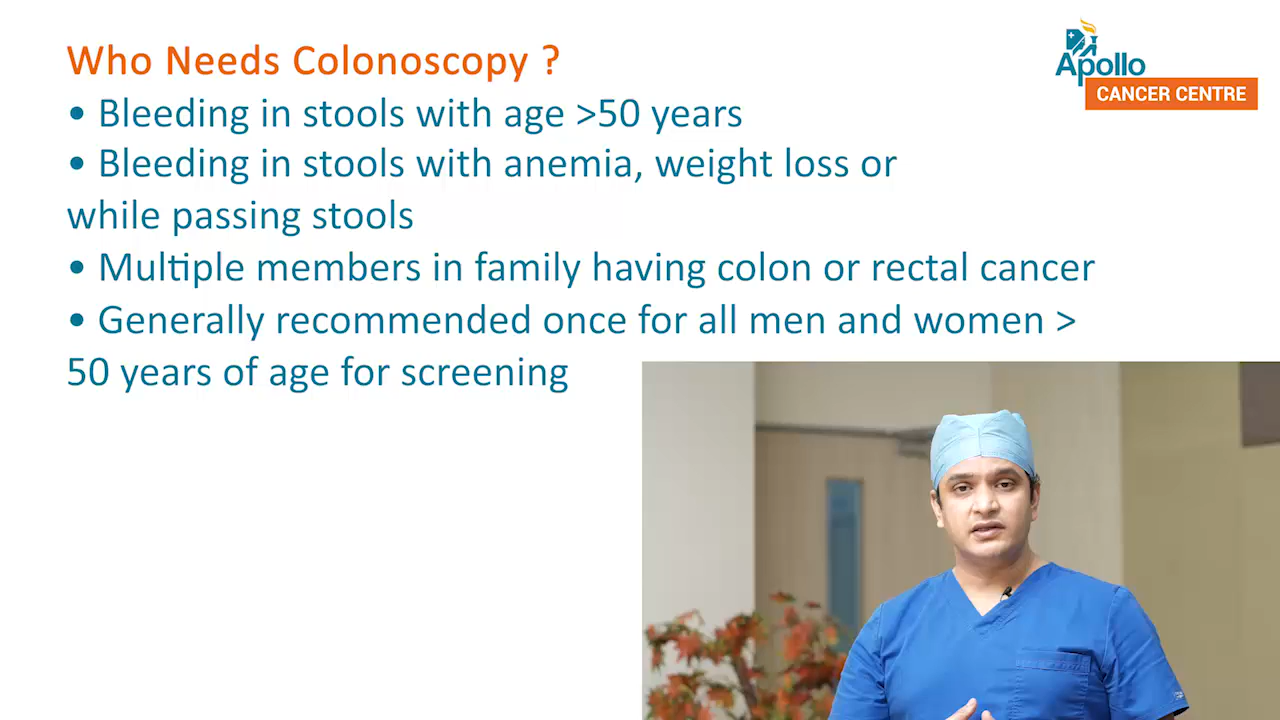 Who Needs Colonoscopy ?
• Bleeding in stools with age >50 years
• Bleeding in stools with anemia, weight loss or
while passing stools
• Multiple members in family having colon or rectal cancer
• Generally recommended once for all men and women >
50 years of age for screening
Apollo
CANCER CENTRE